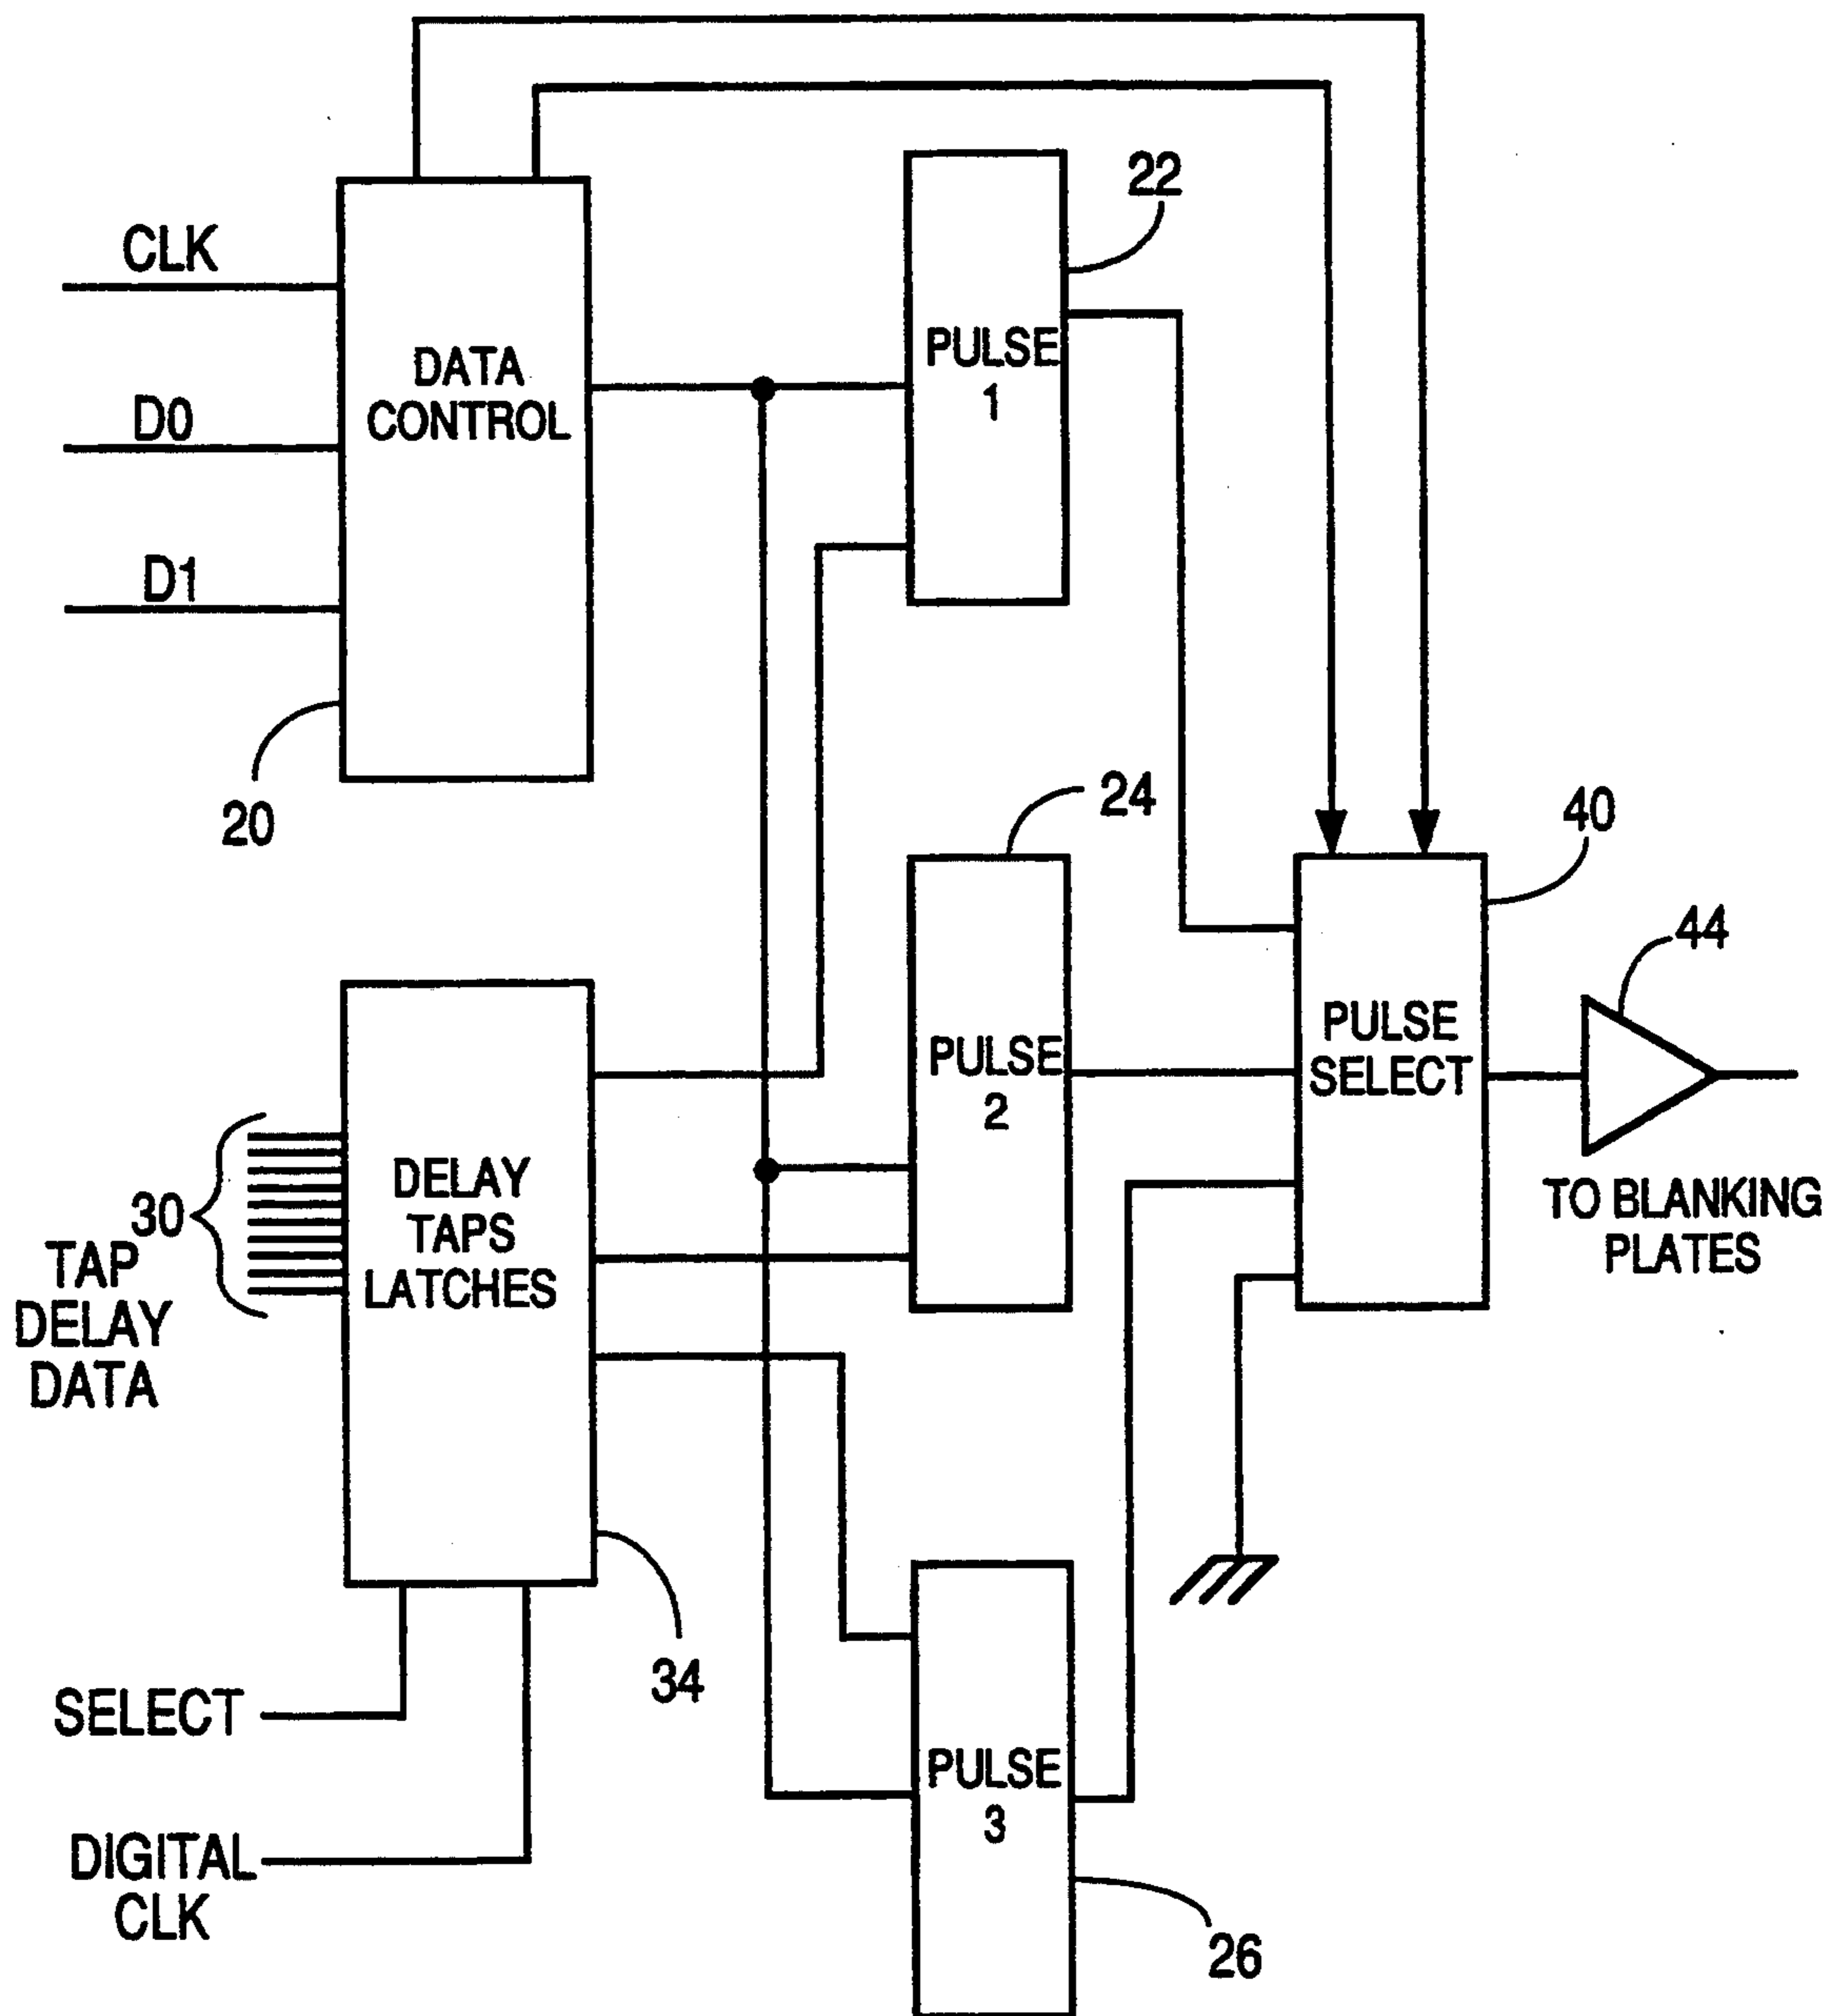 CLK
D0
D1
DATA
CONTROL
20
PULSE
1
22
PULSE
2
24
40
44
PULSE
SELECT
TO BLANKING
PLATES
30
TAP
DELAY
DATA
DELAY
TAPS
LATCHES
34
SELECT
DIGITAL
CLK
PULSE
3
26